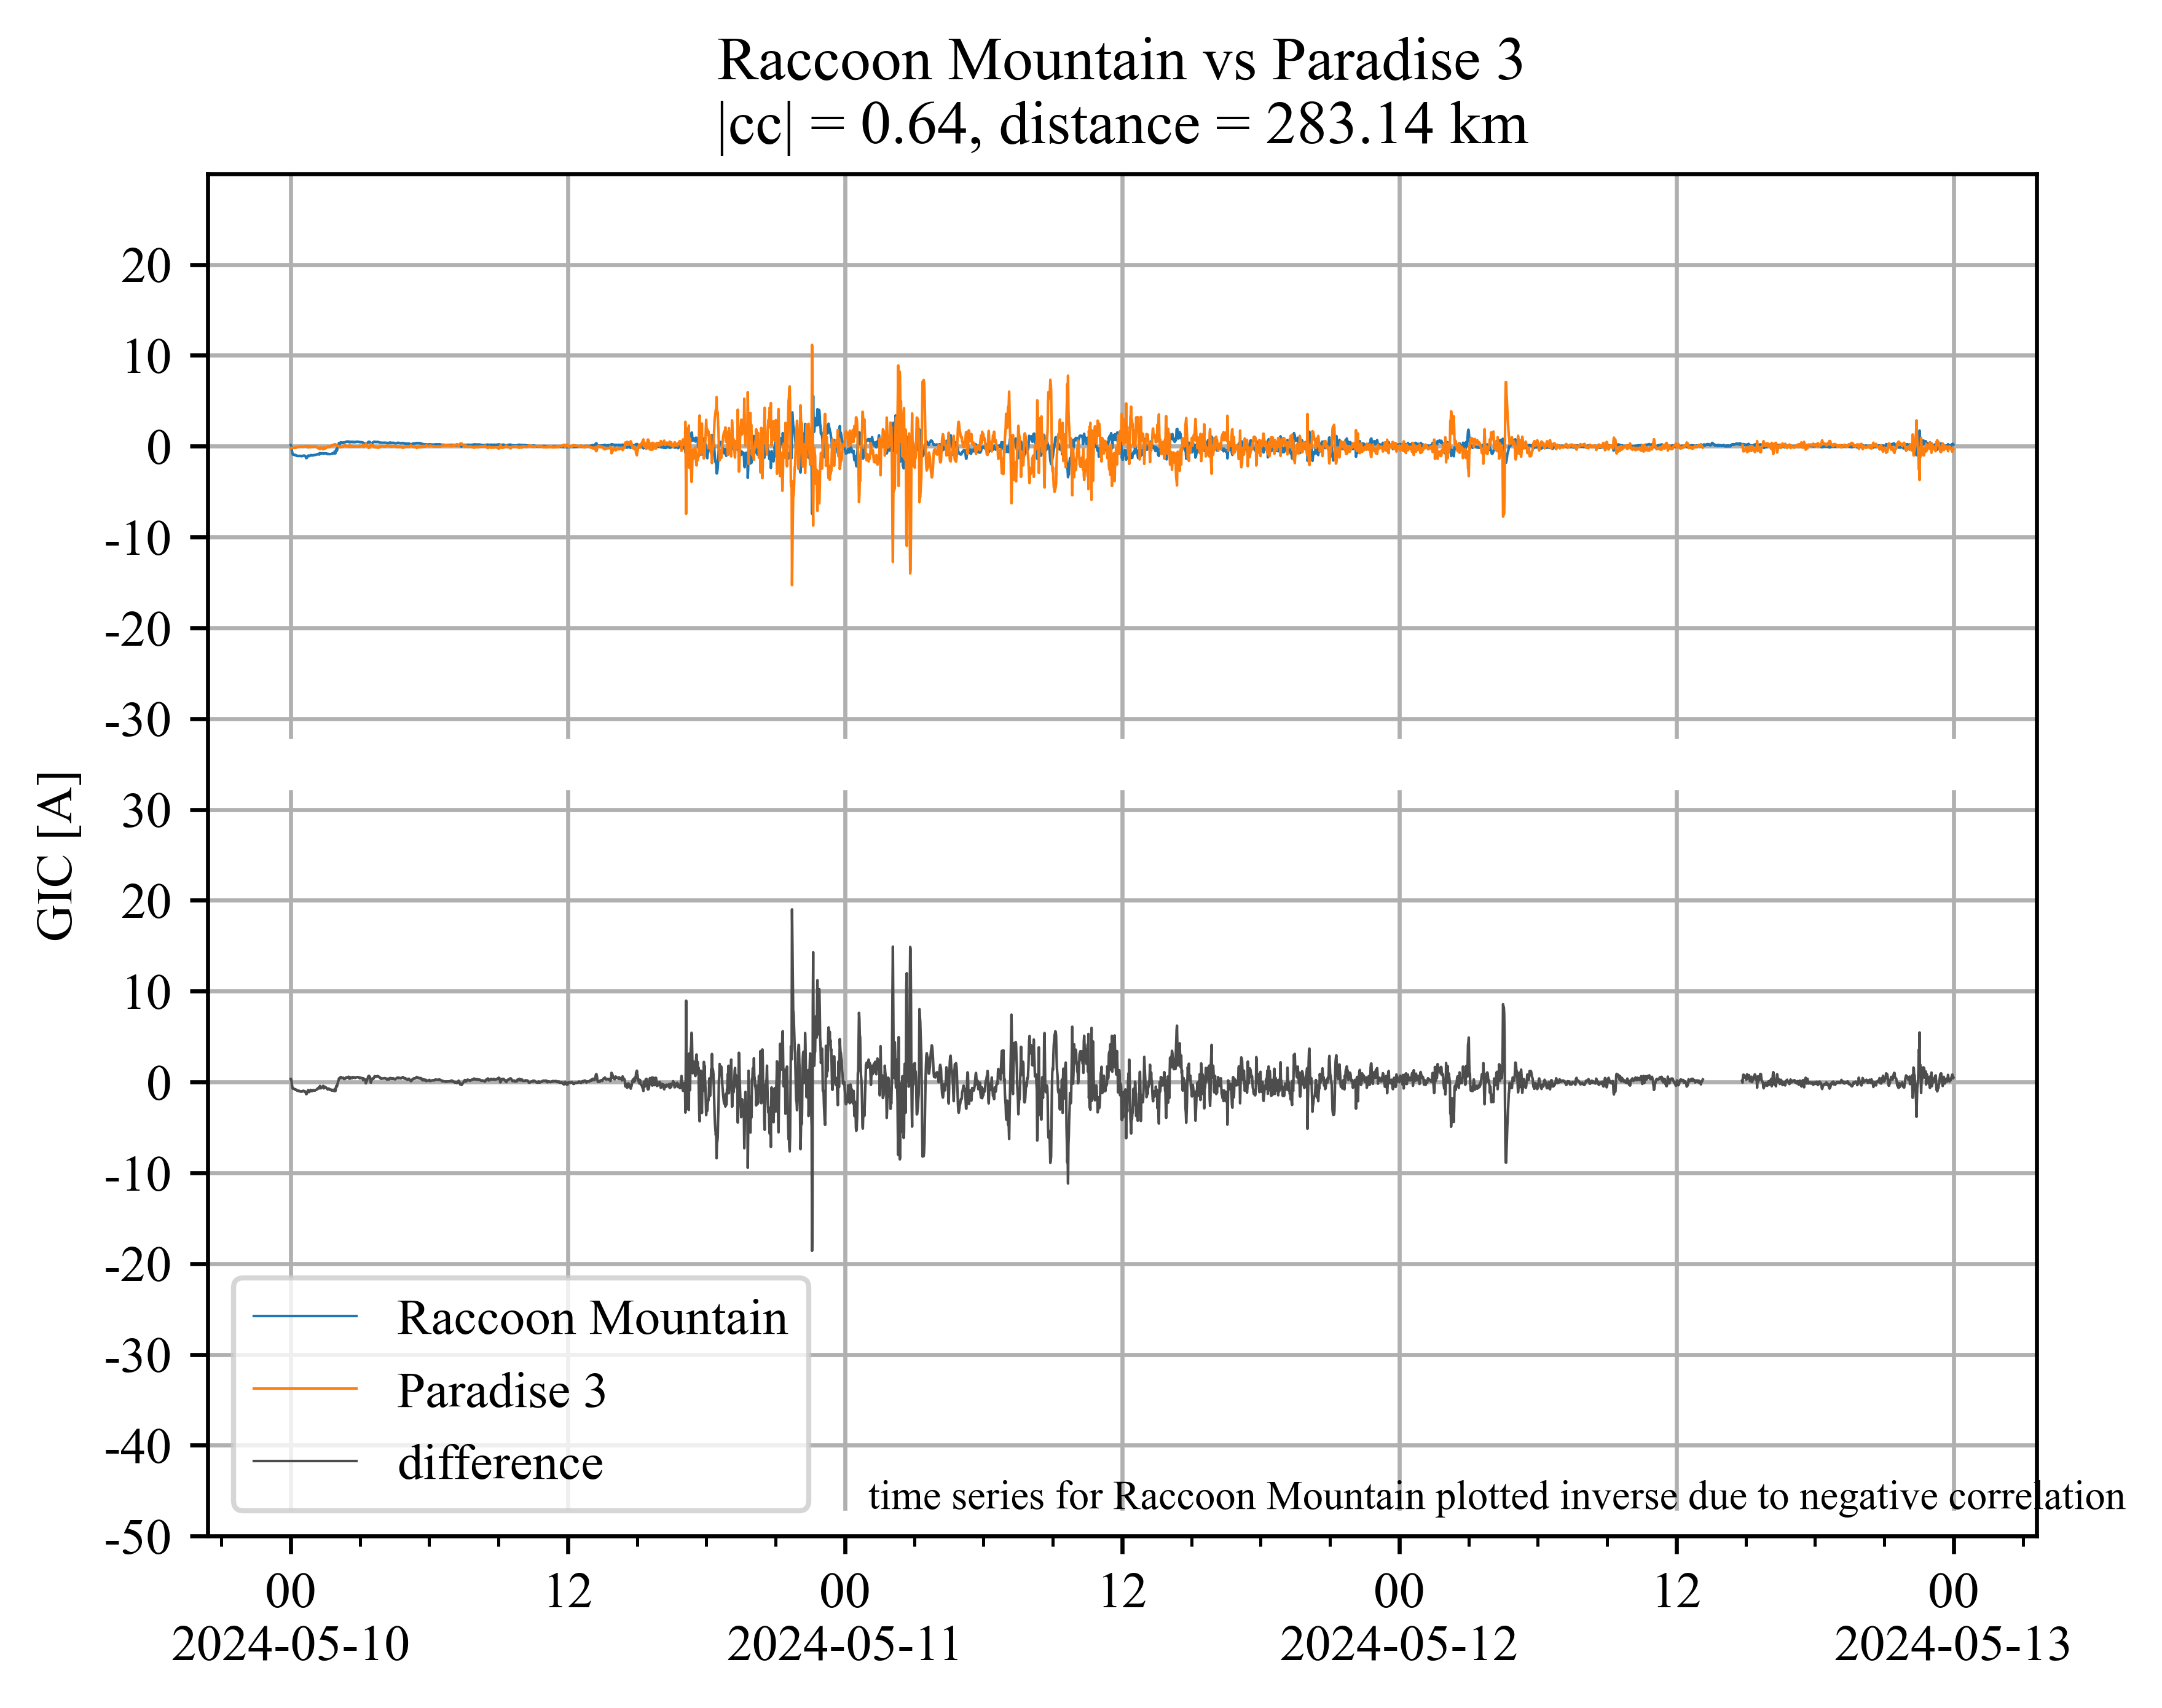 Raccoon Mountain vs Paradise 3
|cc| = 0.64, distance = 283.14 km
GIC [A]
20
10
0
-10
-20
-30
30
20
10
0
-10
-20
-30
-40
-50
Raccoon Mountain
Paradise 3
difference
time series for Raccoon Mountain plotted inverse due to negative correlation
00 12 00 12 00 12 00
2024-05-10 2024-05-11 2024-05-12 2024-05-13